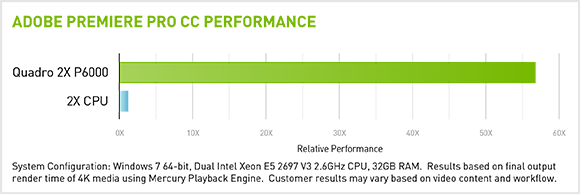 ADOBE PREMIERE PRO CC PERFORMANCE
Quadro 2X P6000
2X CPU
0X 10X 20X 30X 40X 50X 60X
Relative Performance
System Configuration: Windows 7 64-bit, Dual Intel Xeon E5 2697 V3 2.6GHz CPU, 32GB RAM. Results based on final output
render time of 4K media using Mercury Playback Engine. Customer results may vary based on video content and workflow.